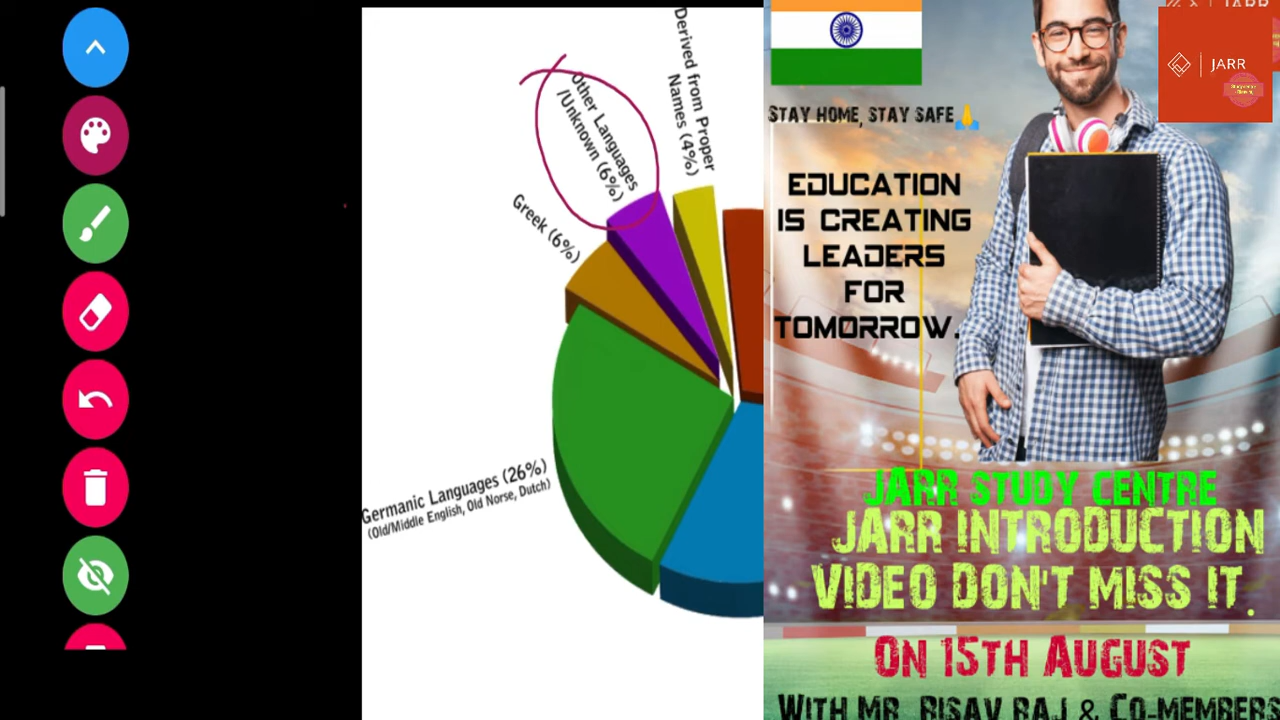 Derived from Proper
Names (4%)
Other Languages
/Unknown (6%)
Greek (6%)
Germanic Languages (26%)
(Old/Middle English, Old Norse, Dutch)
JARR
STAY HOME, STAY SAFE🙏
EDUCATION
IS CREATING
LEADERS
FOR
TOMORROW.
JARR STUDY CENTRE
JARR INTRODUCTION
VIDEO DON'T MISS IT.
ON 15TH AUGUST
WITH MR. RISAV RAJ & CO-MEMBERS